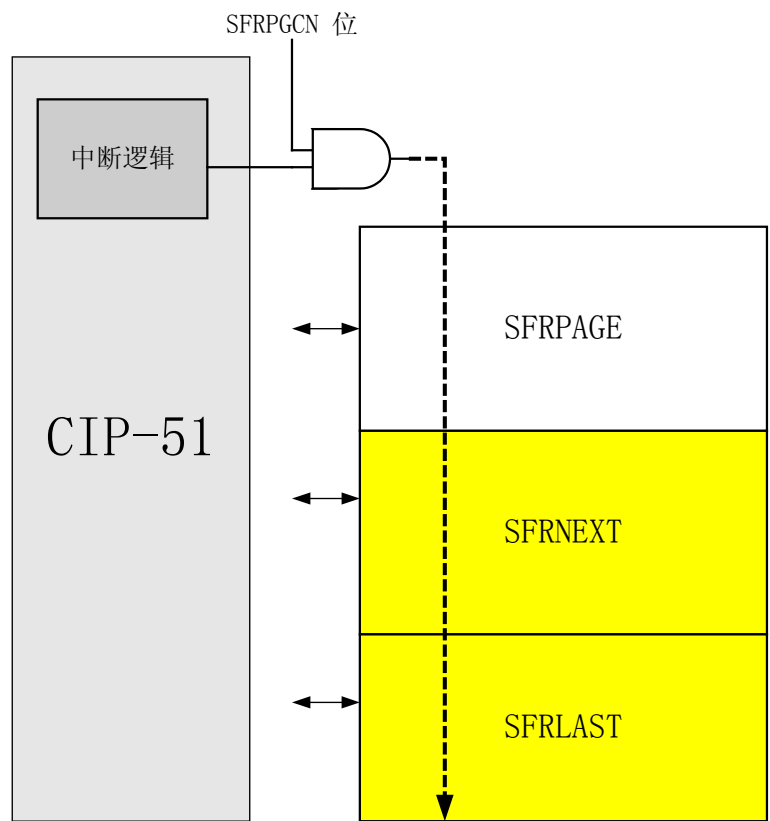 SFRPGCN 位
中断逻辑
SFRPAGE
CIP-51
SFRNEXT
SFRLAST